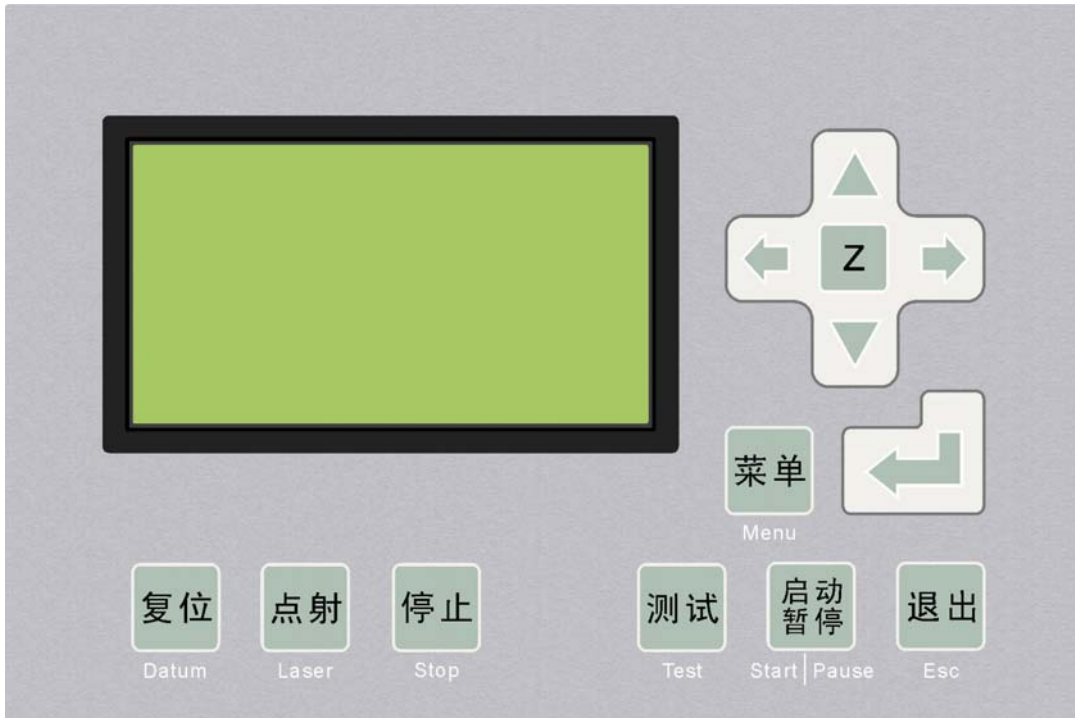 Z
菜单
Menu
复位
点射
停止
测试
启动
暂停
退出
Datum
Laser
Stop
Test
Start|Pause
Esc